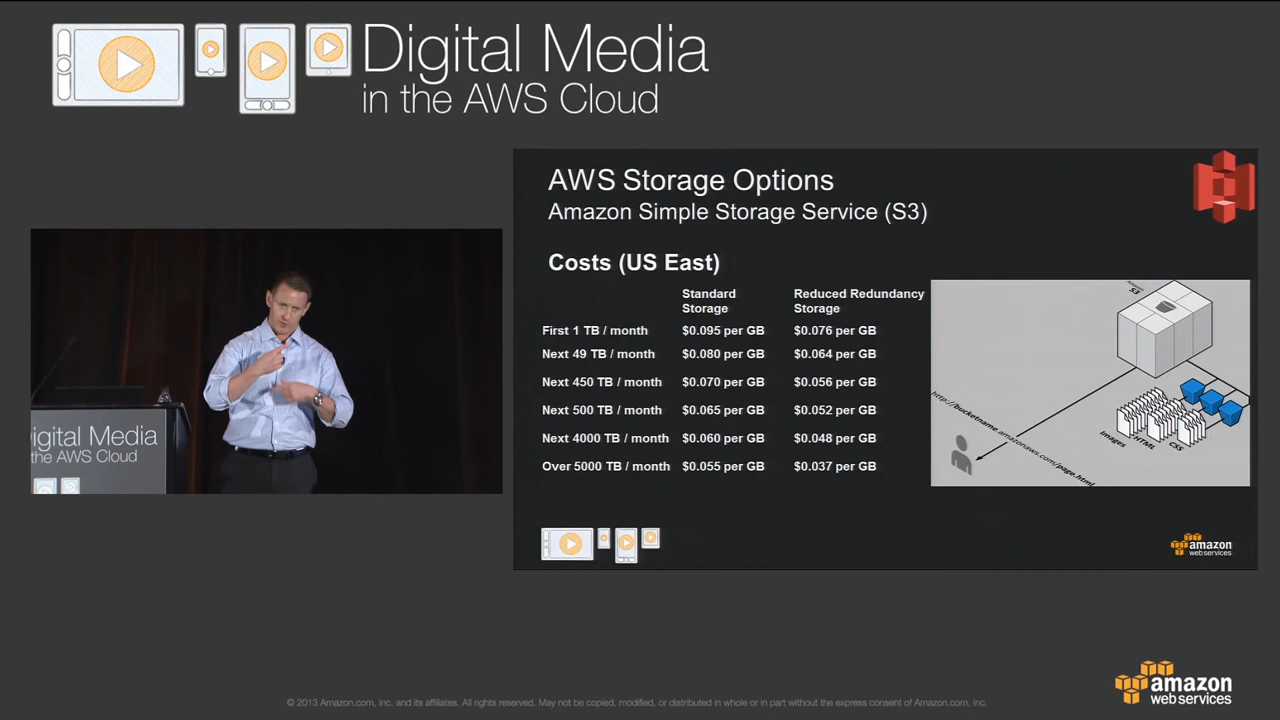 Digital Media
in the AWS Cloud
AWS Storage Options
Amazon Simple Storage Service (S3)
Costs (US East)
Standard Storage Reduced Redundancy Storage
First 1 TB / month $0.095 per GB $0.076 per GB
Next 49 TB / month $0.080 per GB $0.064 per GB
Next 450 TB / month $0.070 per GB $0.056 per GB
Next 500 TB / month $0.065 per GB $0.052 per GB
Next 4000 TB / month $0.060 per GB $0.048 per GB
Over 5000 TB / month $0.055 per GB $0.037 per GB
S3
http://bucketname.amazonaws.com/page.html
Images
HTML
CSS
amazon
web services
igital Media
the AWS Cloud
amazon
web services
© 2013 Amazon.com, Inc. and its affiliates. All rights reserved. May not be copied, modified, or distributed in whole or in part without the express consent of Amazon.com, Inc.